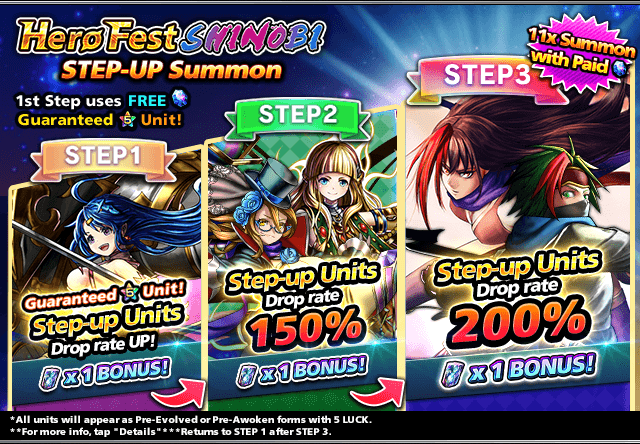 HeroFest SHINOBI
STEP-UP Summon
11x Summon
with Paid
1st Step uses FREE
Guaranteed 5 Unit!
STEP1
STEP2
STEP3
Guaranteed 5 Unit!
Step-up Units
Drop rate UP!
x 1 BONUS!
Step-up Units
Drop rate
150%
x 1 BONUS!
Step-up Units
Drop rate
200%
x 1 BONUS!
*All units will appear as Pre-Evolved or Pre-Awoken forms with 5 LUCK.
**For more info, tap "Details" ***Returns to STEP 1 after STEP 3.